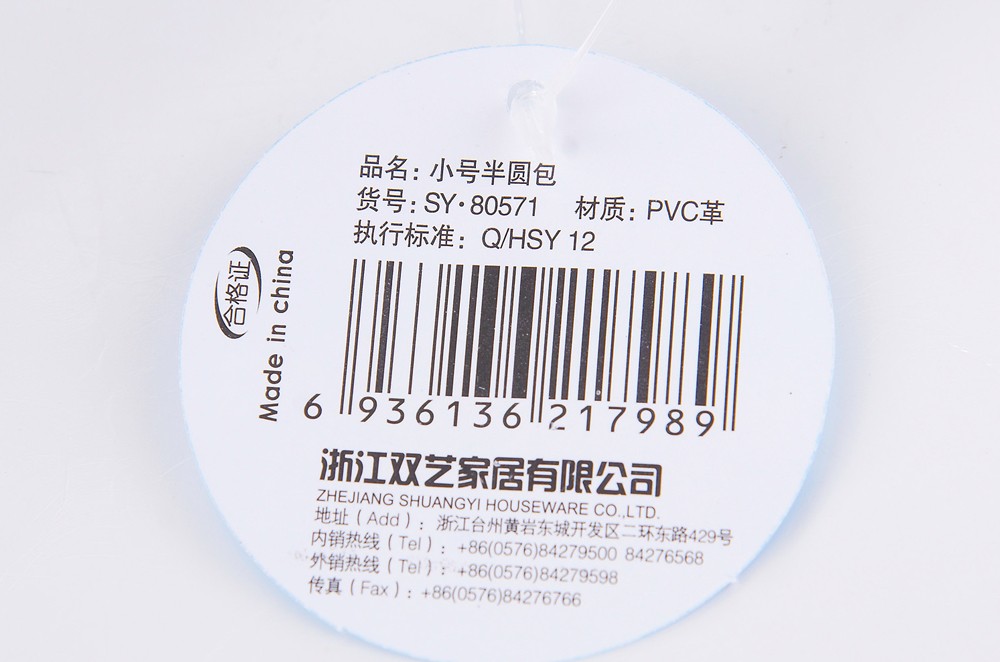 品名：小号半圆包
货号：SY·80571 材质：PVC革
执行标准：Q/HSY 12
合格证
Made in china
6 936136 217989
浙江双艺家居有限公司
ZHEJIANG SHUANGYI HOUSEWARE CO.,LTD.
地址（Add）：浙江台州黄岩东城开发区二环东路429号
内销热线（Tel）：+86(0576)84279500 84276568
外销热线（Tel）：+86(0576)84279598
传真（Fax）：+86(0576)84276766